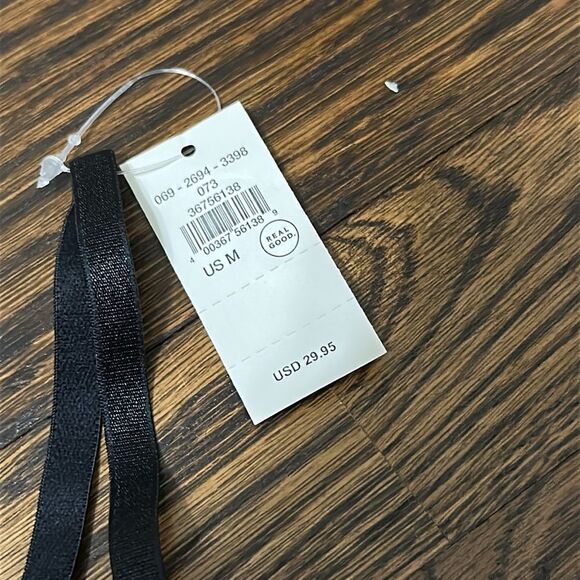 069 - 2694 - 3398
073
36756138
4 00367 56138 9
US M
REAL
GOOD.
USD 29.95